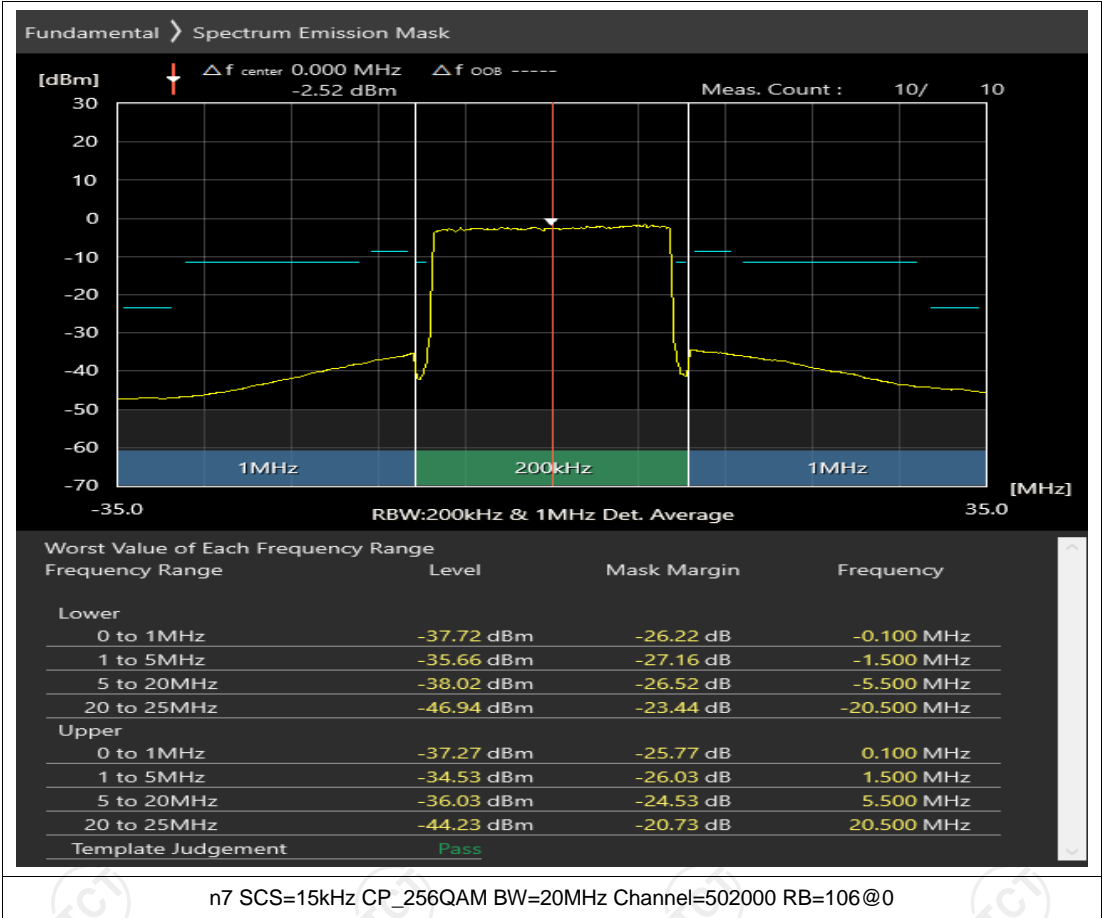 Fundamental 〉 Spectrum Emission Mask
[dBm] △f center 0.000 MHz △f OOB -----
-2.52 dBm Meas. Count : 10/ 10
30
20
10
0
-10
-20
-30
-40
-50
-60
1MHz 200kHz 1MHz
-70
[MHz]
-35.0 RBW:200kHz & 1MHz Det. Average 35.0
Worst Value of Each Frequency Range
Frequency Range Level Mask Margin Frequency
Lower
0 to 1MHz -37.72 dBm -26.22 dB -0.100 MHz
1 to 5MHz -35.66 dBm -27.16 dB -1.500 MHz
5 to 20MHz -38.02 dBm -26.52 dB -5.500 MHz
20 to 25MHz -46.94 dBm -23.44 dB -20.500 MHz
Upper
0 to 1MHz -37.27 dBm -25.77 dB 0.100 MHz
1 to 5MHz -34.53 dBm -26.03 dB 1.500 MHz
5 to 20MHz -36.03 dBm -24.53 dB 5.500 MHz
20 to 25MHz -44.23 dBm -20.73 dB 20.500 MHz
Template Judgement Pass
n7 SCS=15kHz CP_256QAM BW=20MHz Channel=502000 RB=106@0
TCT TCT TCT TCT TCT